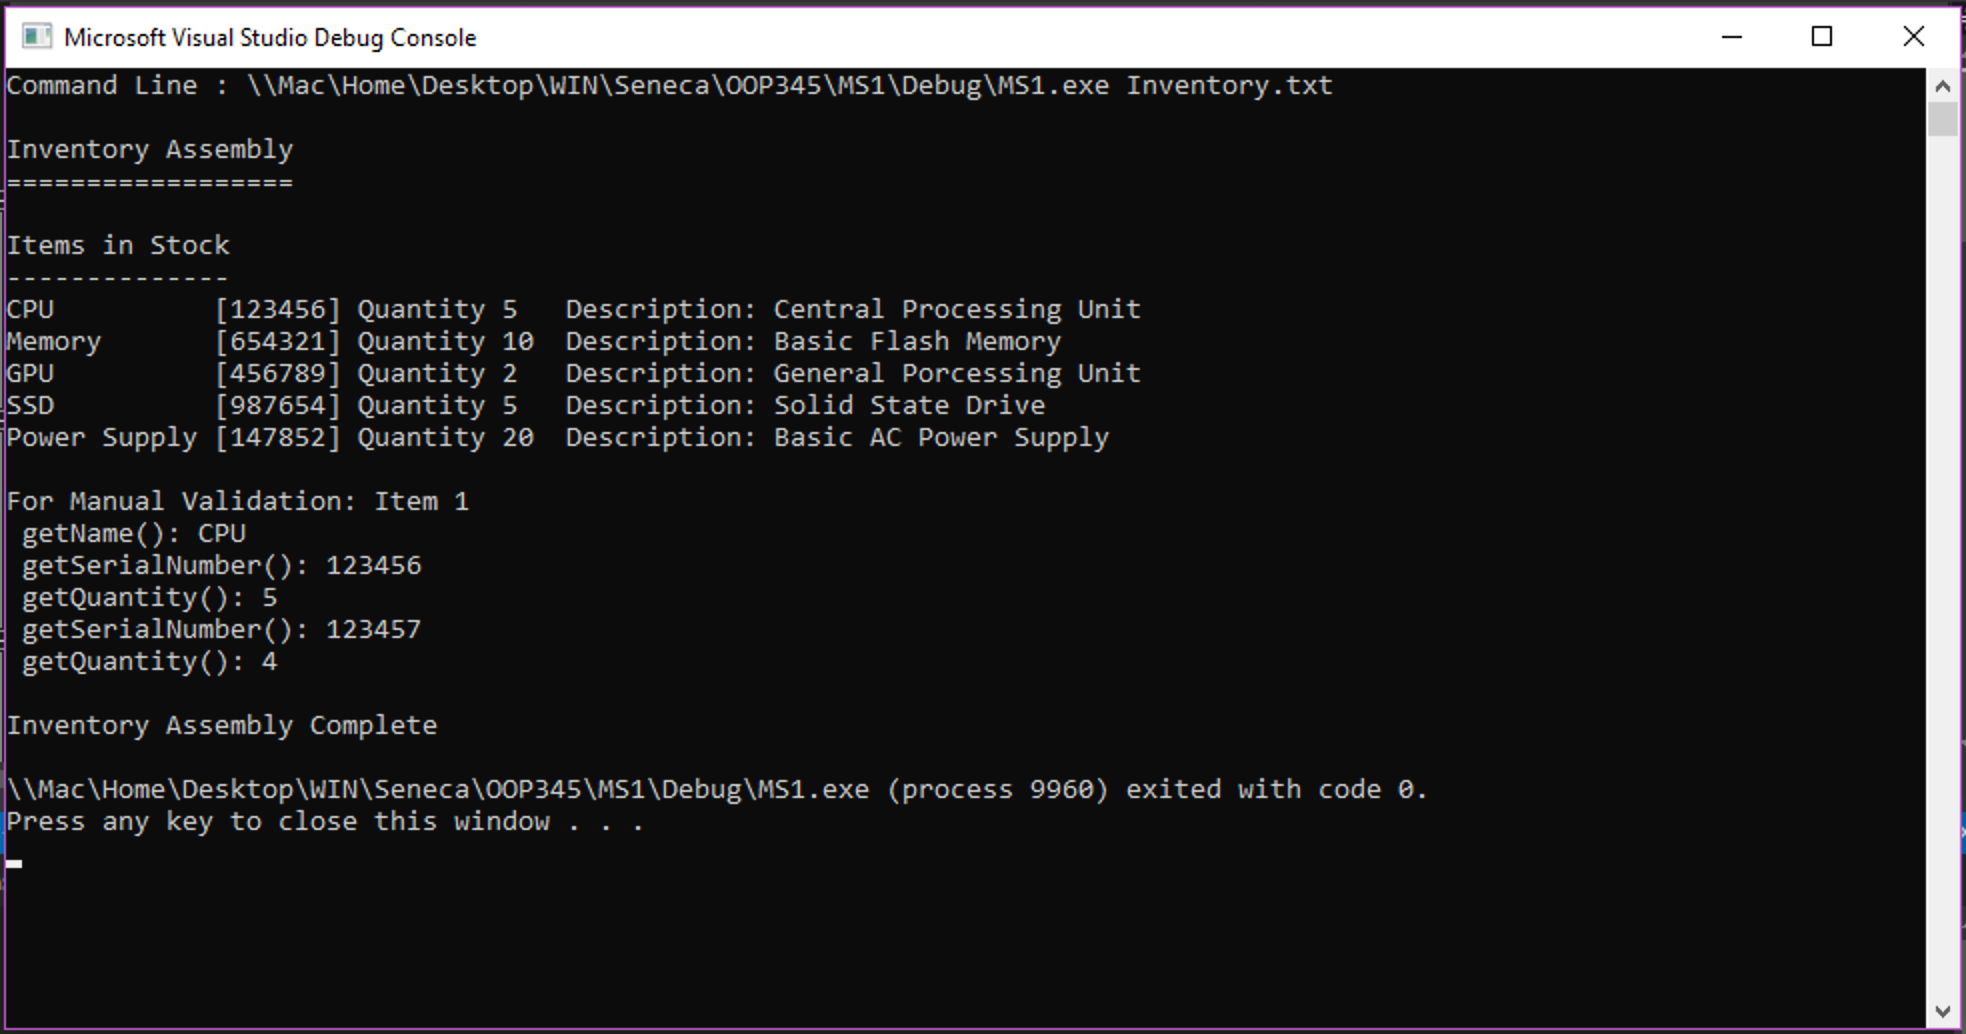 Microsoft Visual Studio Debug Console
Command Line : \\Mac\Home\Desktop\WIN\Seneca\OOP345\MS1\Debug\MS1.exe Inventory.txt
Inventory Assembly
==================
Items in Stock
--------------
CPU          [123456] Quantity 5   Description: Central Processing Unit
Memory       [654321] Quantity 10  Description: Basic Flash Memory
GPU          [456789] Quantity 2   Description: General Porcessing Unit
SSD          [987654] Quantity 5   Description: Solid State Drive
Power Supply [147852] Quantity 20  Description: Basic AC Power Supply
For Manual Validation: Item 1
 getName(): CPU
 getSerialNumber(): 123456
 getQuantity(): 5
 getSerialNumber(): 123457
 getQuantity(): 4
Inventory Assembly Complete
\\Mac\Home\Desktop\WIN\Seneca\OOP345\MS1\Debug\MS1.exe (process 9960) exited with code 0.
Press any key to close this window . . .